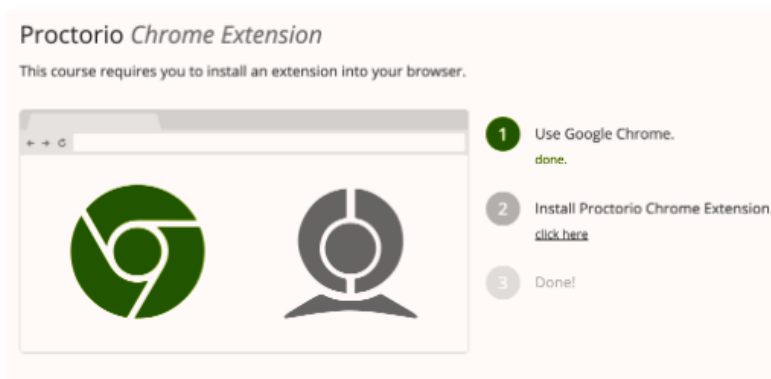 Proctorio Chrome Extension
This course requires you to install an extension into your browser.
1 Use Google Chrome.
done.
2 Install Proctorio Chrome Extension.
click here
3 Done!